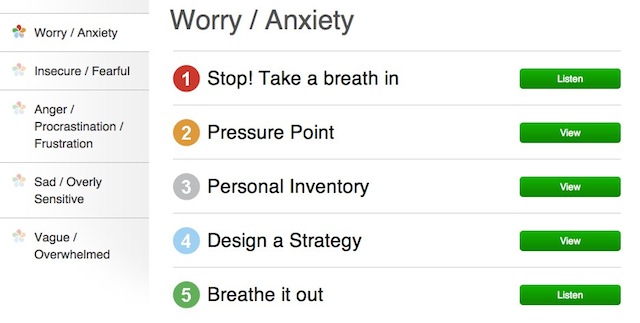 Worry / Anxiety
Insecure / Fearful
Anger /
Procrastination /
Frustration
Sad / Overly
Sensitive
Vague /
Overwhelmed
Worry / Anxiety
1 Stop! Take a breath in Listen
2 Pressure Point View
3 Personal Inventory View
4 Design a Strategy View
5 Breathe it out Listen